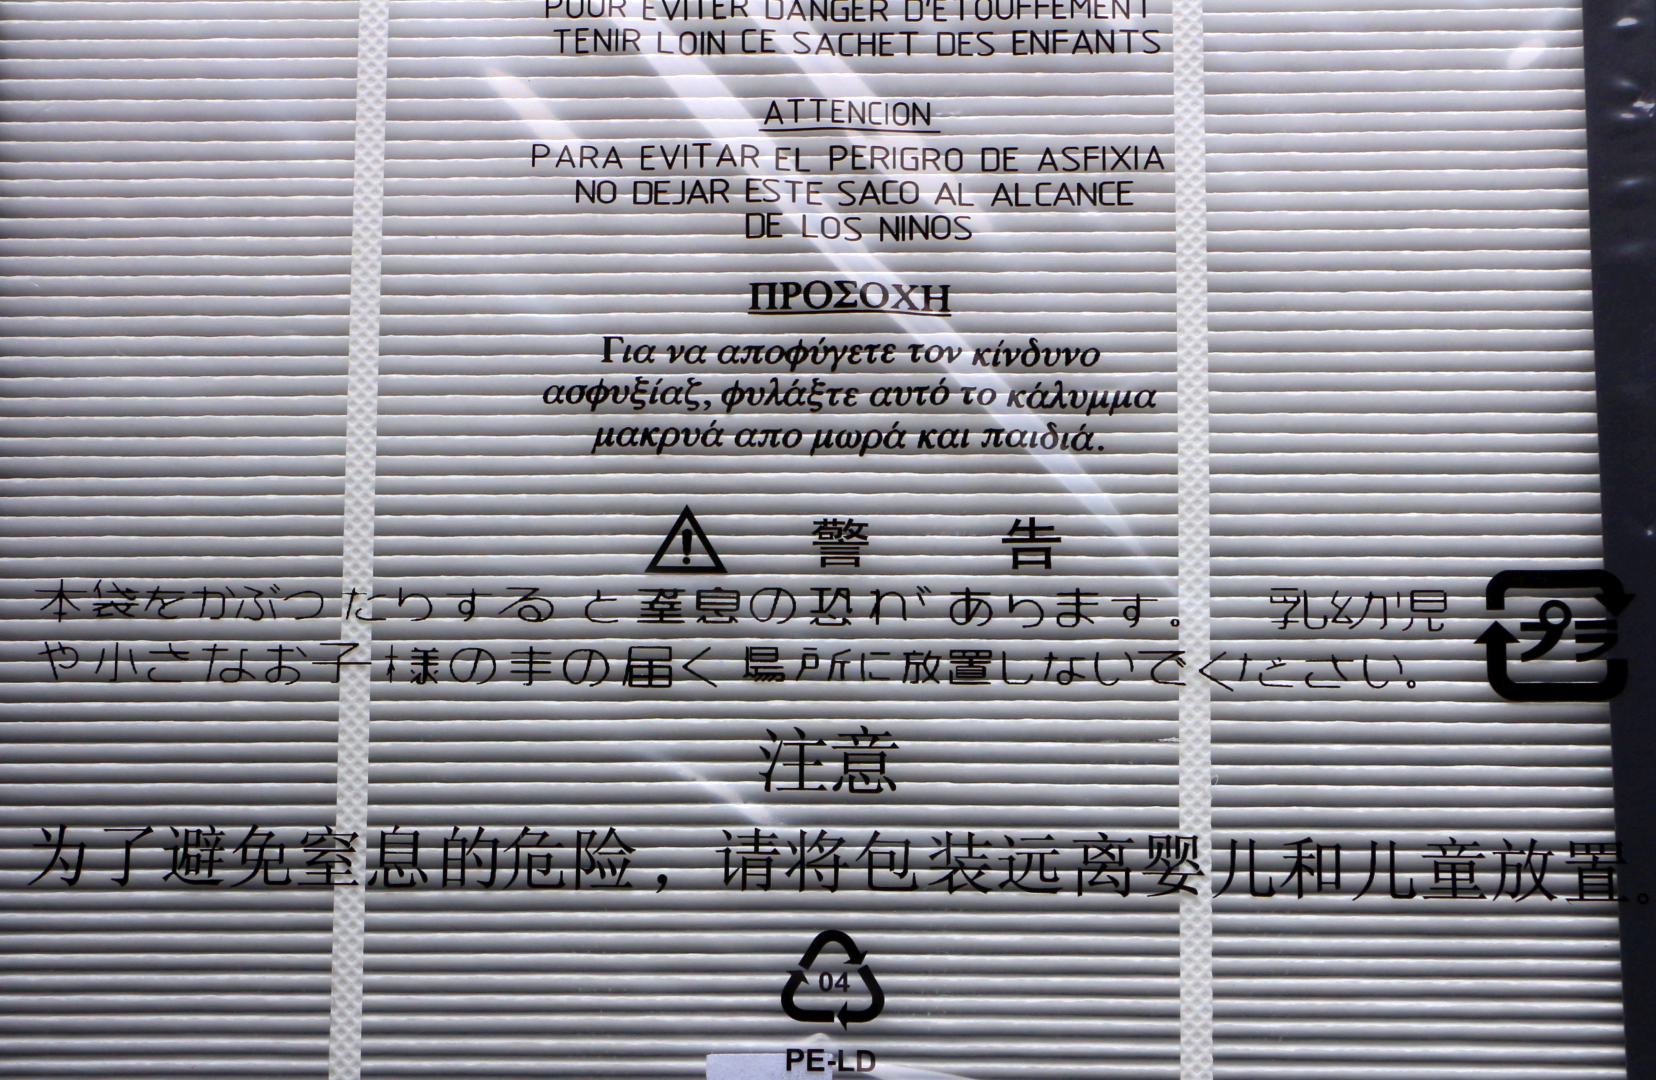 POUR EVITER DANGER D'ETOUFFEMENT
TENIR LOIN CE SACHET DES ENFANTS
ATTENCION
PARA EVITAR EL PERIGRO DE ASFIXIA
NO DEJAR ESTE SACO AL ALCANCE
DE LOS NINOS
ΠΡΟΣΟΧΗ
Για να αποφύγετε τον κίνδυνο
ασφυξίαζ, φυλάξτε αυτό το κάλυμμα
μακρυά απο μωρά και παιδιά.
警 告
本袋をかぶったりすると窒息の恐れがあります。 乳幼児
や小さなお子様の手の届く場所に放置しないでください。
プラ
注意
为了避免窒息的危险，请将包装远离婴儿和儿童放置。
04
PE-LD